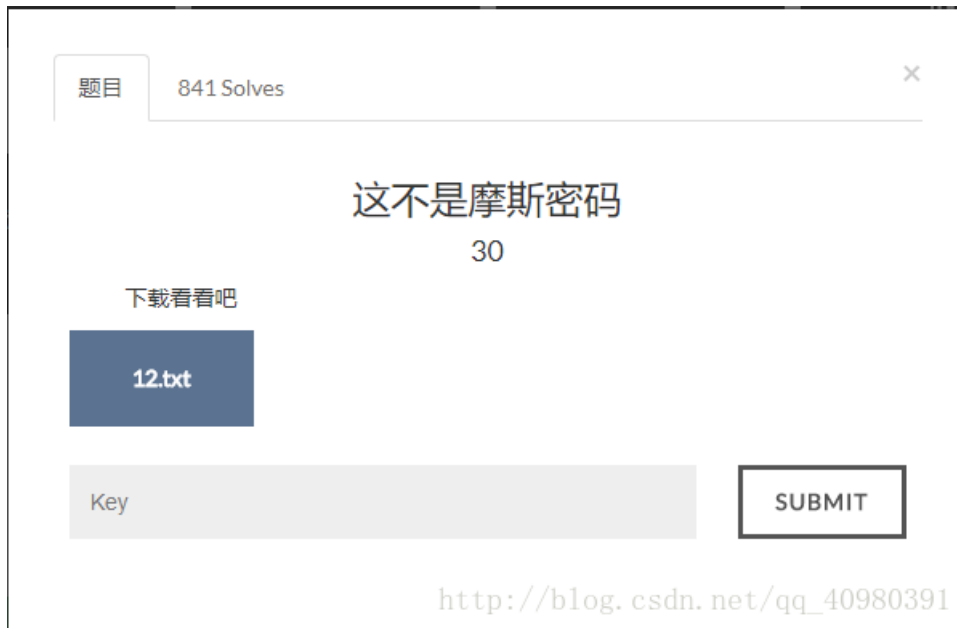 题目 841 Solves ×
这不是摩斯密码
30
下载看看吧
12.txt
Key SUBMIT
http://blog.csdn.net/qq_40980391